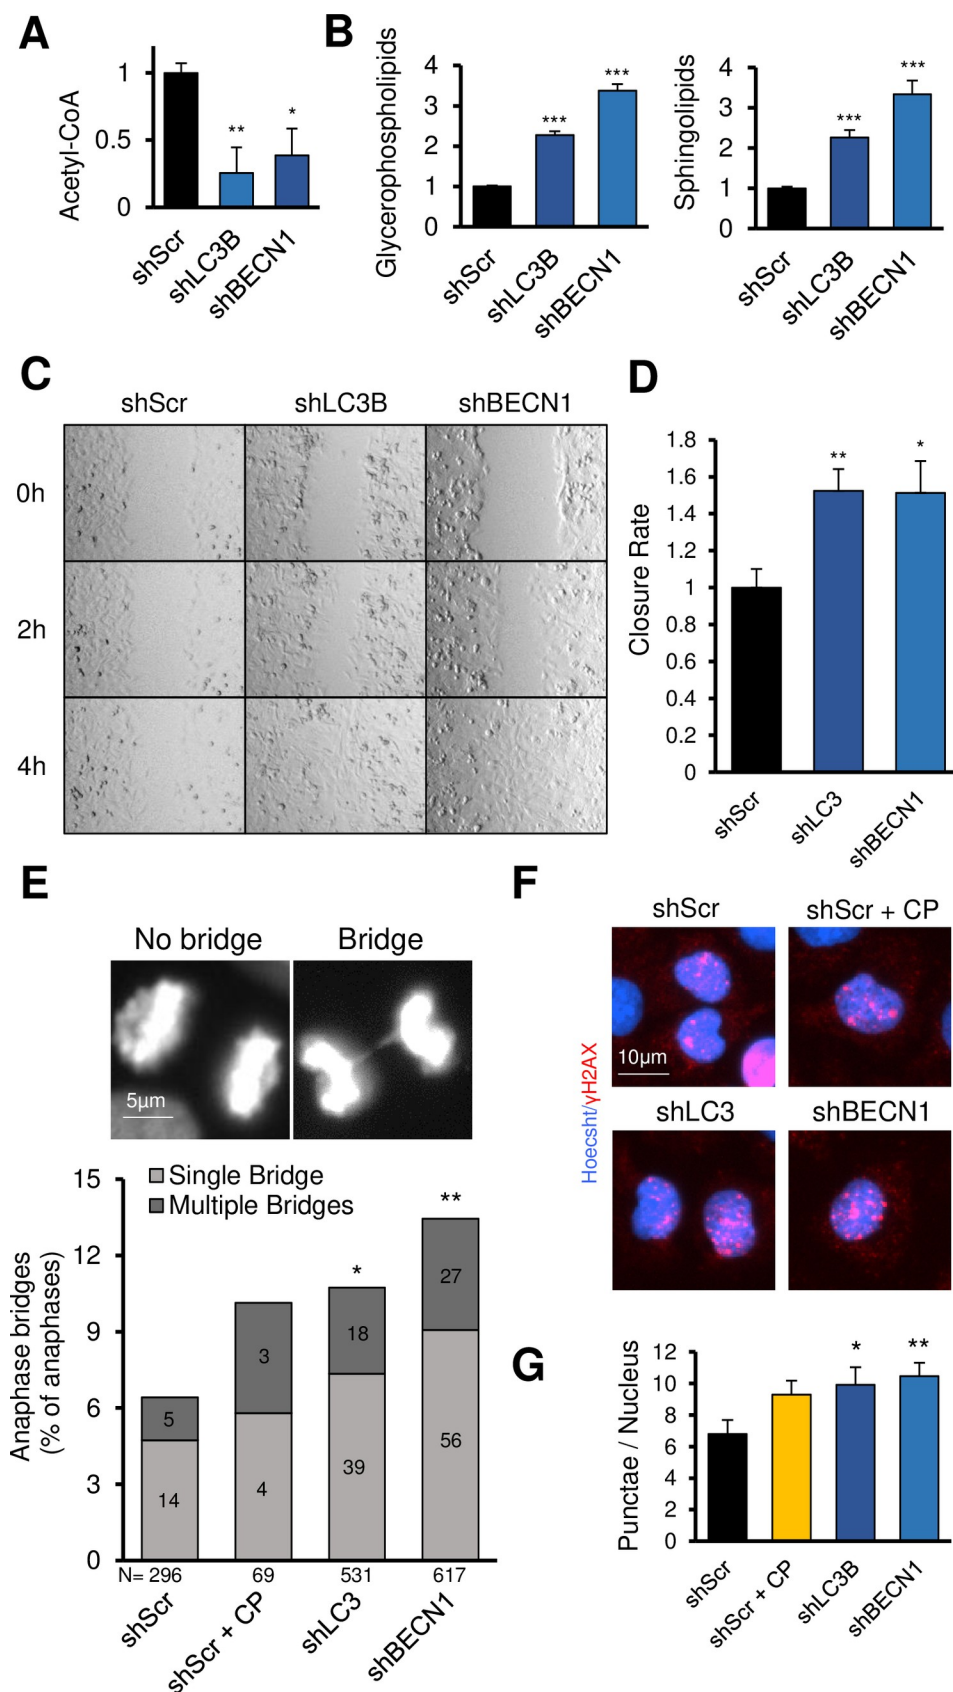 A
Acetyl-CoA
1
0.5
0
**
*
shScr
shLC3B
shBECN1
B
Glycerophospholipids
4
3
2
1
0
***
***
shScr
shLC3B
shBECN1
Sphingolipids
4
3
2
1
0
***
***
shScr
shLC3B
shBECN1
C
shScr
shLC3B
shBECN1
0h
2h
4h
D
Closure Rate
1.8
1.6
1.4
1.2
1
0.8
0.6
0.4
0.2
0
**
*
shScr
shLC3
shBECN1
E
No bridge
Bridge
5μm
Single Bridge
Multiple Bridges
Anaphase bridges
(% of anaphases)
15
12
9
6
3
0
*
**
5
14
3
4
18
39
27
56
N= 296
69
531
617
shScr
shScr + CP
shLC3
shBECN1
F
shScr
shScr + CP
10μm
shLC3
shBECN1
Hoecsht/γH2AX
G
Punctae / Nucleus
12
10
8
6
4
2
0
*
**
shScr
shScr + CP
shLC3B
shBECN1